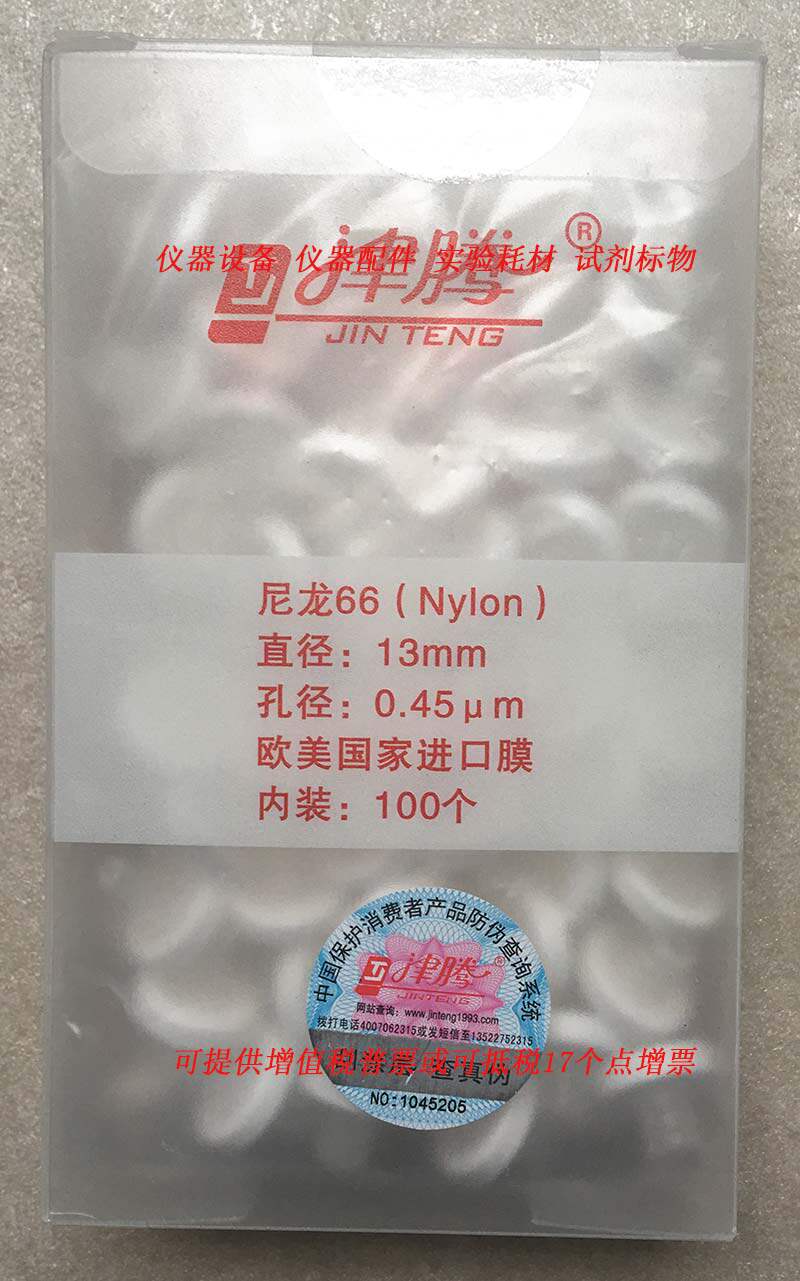 仪器设备 仪器配件 实验耗材 试剂标物
津腾®
JIN TENG
尼龙66（Nylon）
直径：13mm
孔径：0.45μm
欧美国家进口膜
内装：100个
中国保护消费者产品防伪查询系统
津腾®
JINTENG
网站查询：www.jinteng1993.com
拨打电话4007062315或发短信至13522752315
可提供增值税普票或可抵税17个点增票
刮涂层 查真伪
NO:1045205